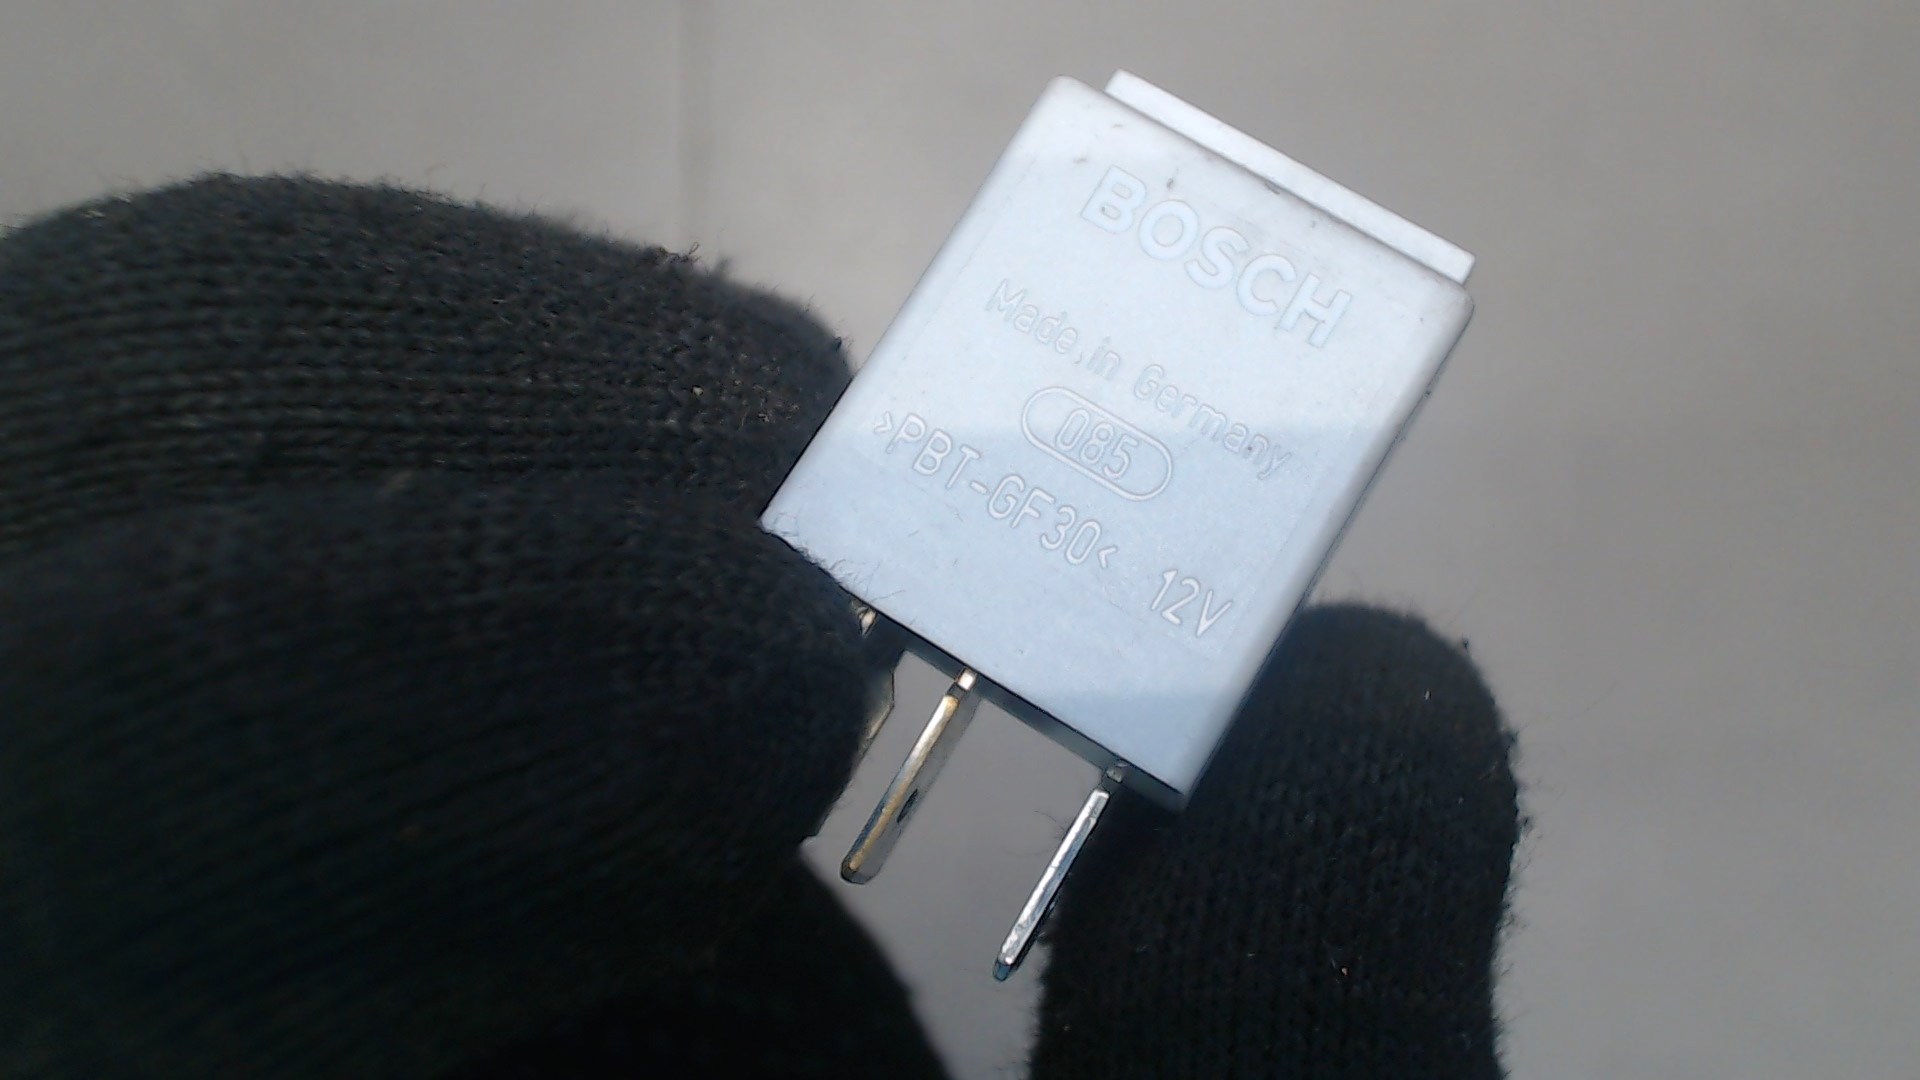 BOSCH
Made in Germany
085
>PBT-GF30< 12V